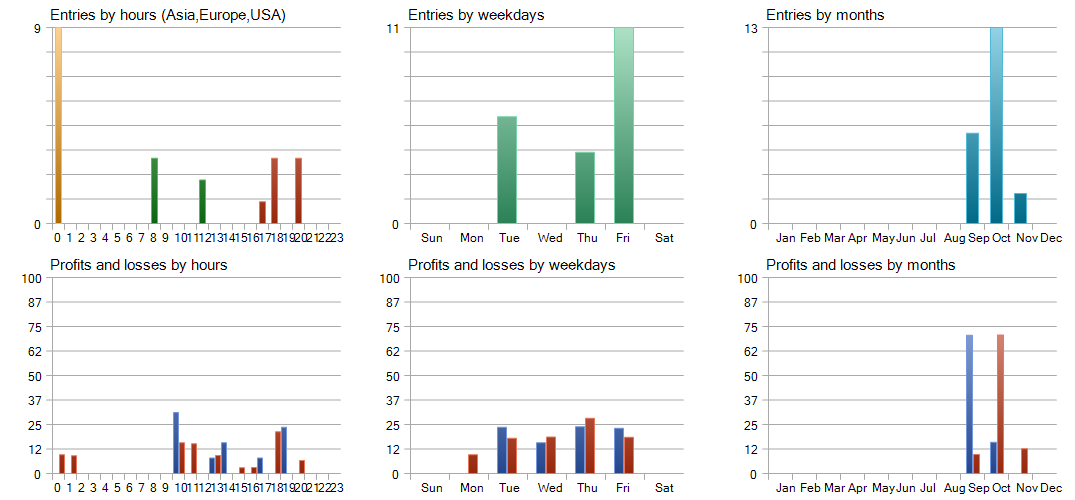 Entries by hours (Asia,Europe,USA)
9
0
0 1 2 3 4 5 6 7 8 9 10 11 12 13 14 15 16 17 18 19 20 21 22 23
Entries by weekdays
11
0
Sun Mon Tue Wed Thu Fri Sat
Entries by months
13
0
Jan Feb Mar Apr May Jun Jul Aug Sep Oct Nov Dec
Profits and losses by hours
100
87
75
62
50
37
25
12
0
0 1 2 3 4 5 6 7 8 9 10 11 12 13 14 15 16 17 18 19 20 21 22 23
Profits and losses by weekdays
100
87
75
62
50
37
25
12
0
Sun Mon Tue Wed Thu Fri Sat
Profits and losses by months
100
87
75
62
50
37
25
12
0
Jan Feb Mar Apr May Jun Jul Aug Sep Oct Nov Dec